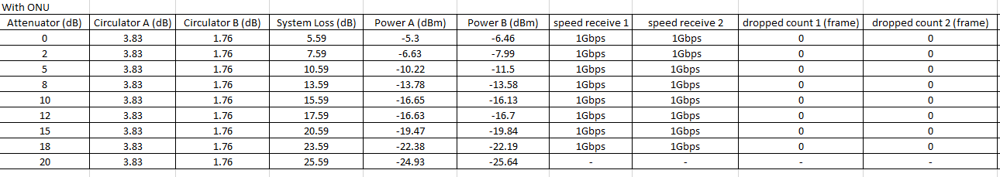 With ONU
Attenuator (dB) Circulator A (dB) Circulator B (dB) System Loss (dB) Power A (dBm) Power B (dBm) speed receive 1 speed receive 2 dropped count 1 (frame) dropped count 2 (frame)
0 3.83 1.76 5.59 -5.3 -6.46 1Gbps 1Gbps 0 0
2 3.83 1.76 7.59 -6.63 -7.99 1Gbps 1Gbps 0 0
5 3.83 1.76 10.59 -10.22 -11.5 1Gbps 1Gbps 0 0
8 3.83 1.76 13.59 -13.78 -13.58 1Gbps 1Gbps 0 0
10 3.83 1.76 15.59 -16.65 -16.13 1Gbps 1Gbps 0 0
12 3.83 1.76 17.59 -16.63 -16.7 1Gbps 1Gbps 0 0
15 3.83 1.76 20.59 -19.47 -19.84 1Gbps 1Gbps 0 0
18 3.83 1.76 23.59 -22.38 -22.19 1Gbps 1Gbps 0 0
20 3.83 1.76 25.59 -24.93 -25.64 - - - -